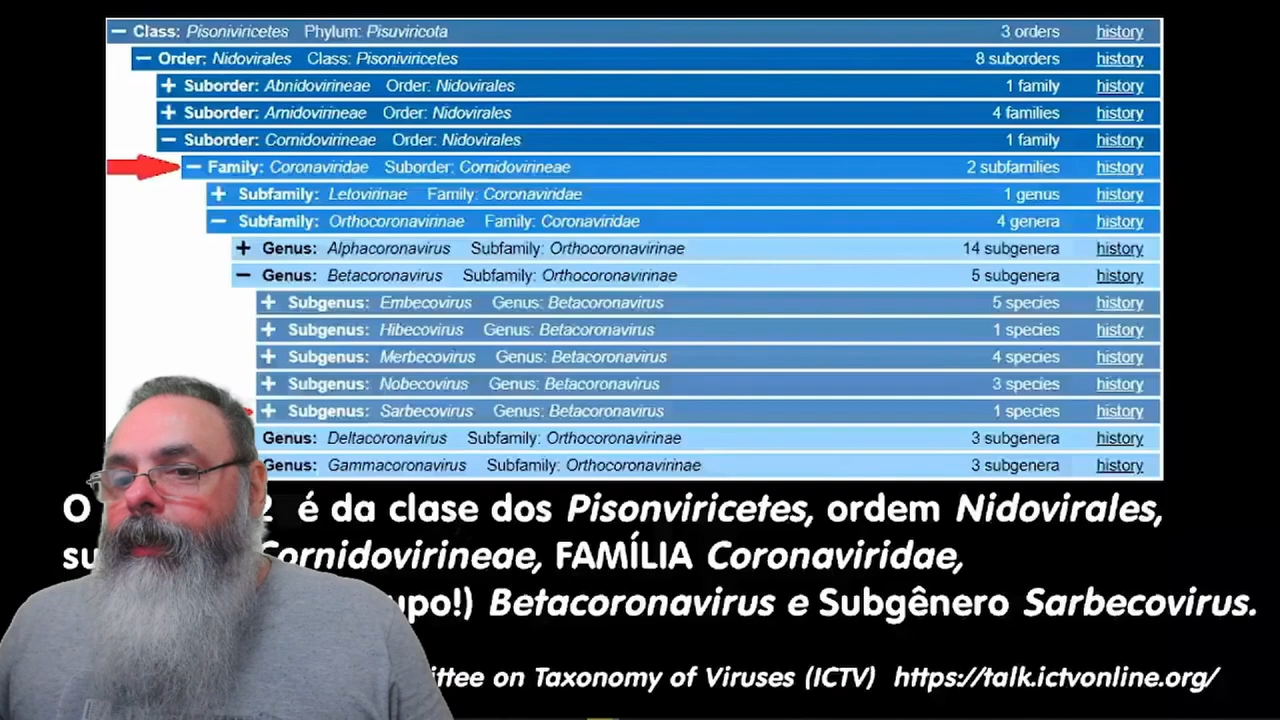 Class: Pisoniviricetes Phylum: Pisuviricota 3 orders history
Order: Nidovirales Class: Pisoniviricetes 8 suborders history
Suborder: Abnidovirineae Order: Nidovirales 1 family history
Suborder: Arnidovirineae Order: Nidovirales 4 families history
Suborder: Cornidovirineae Order: Nidovirales 1 family history
Family: Coronaviridae Suborder: Cornidovirineae 2 subfamilies history
Subfamily: Letovirinae Family: Coronaviridae 1 genus history
Subfamily: Orthocoronavirinae Family: Coronaviridae 4 genera history
Genus: Alphacoronavirus Subfamily: Orthocoronavirinae 14 subgenera history
Genus: Betacoronavirus Subfamily: Orthocoronavirinae 5 subgenera history
Subgenus: Embecovirus Genus: Betacoronavirus 5 species history
Subgenus: Hibecovirus Genus: Betacoronavirus 1 species history
Subgenus: Merbecovirus Genus: Betacoronavirus 4 species history
Subgenus: Nobecovirus Genus: Betacoronavirus 3 species history
Subgenus: Sarbecovirus Genus: Betacoronavirus 1 species history
Genus: Deltacoronavirus Subfamily: Orthocoronavirinae 3 subgenera history
Genus: Gammacoronavirus Subfamily: Orthocoronavirinae 3 subgenera history
O 2 é da clase dos Pisonviricetes, ordem Nidovirales,
su Cornidovirineae, FAMÍLIA Coronaviridae,
upo!) Betacoronavirus e Subgênero Sarbecovirus.
ittee on Taxonomy of Viruses (ICTV) https://talk.ictvonline.org/